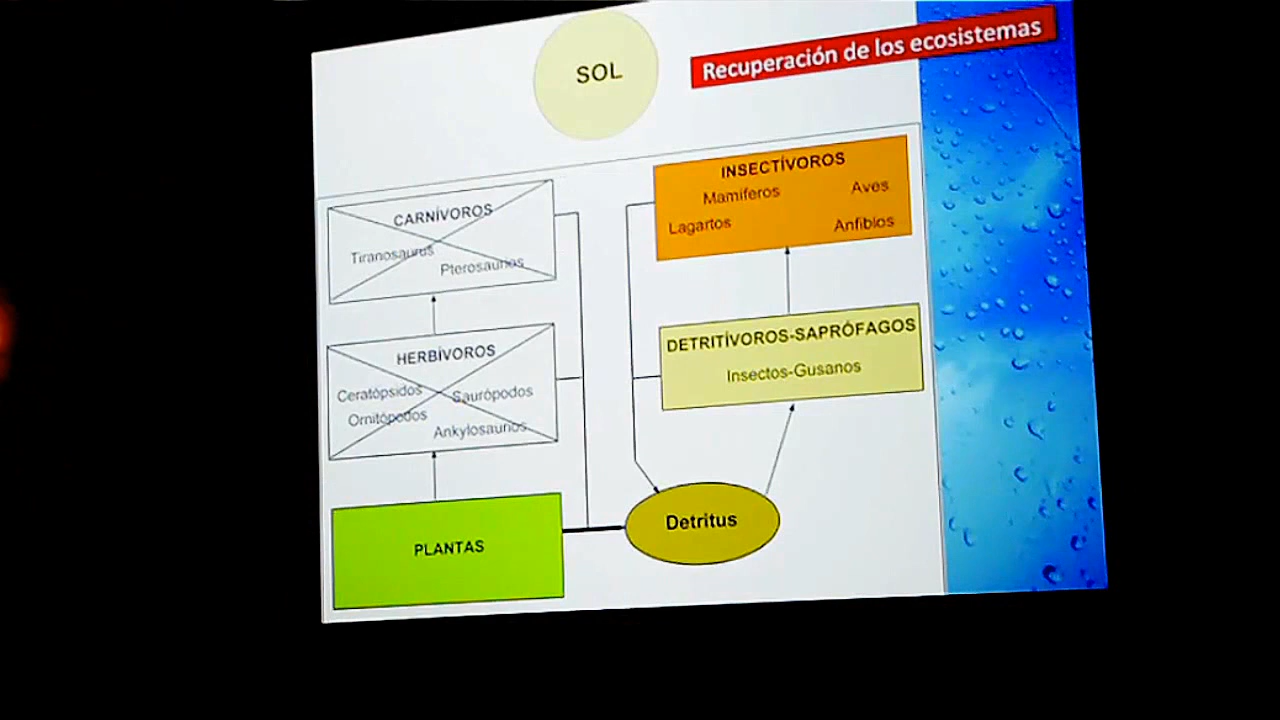 SOL
Recuperación de los ecosistemas
CARNÍVOROS
Tiranosaurus
Pterosaurios
HERBÍVOROS
Ceratópsidos Saurópodos
Ornitópodos
Ankylosaurios
PLANTAS
INSECTÍVOROS
Mamíferos Aves
Lagartos Anfibios
DETRITÍVOROS-SAPRÓFAGOS
Insectos-Gusanos
Detritus